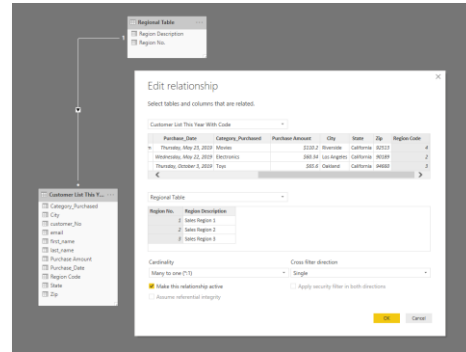 Regional Table
Region Description
Region No.
1
Customer List This Y...
Category_Purchased
City
customer_No
email
first_name
last_name
Purchase Amount
Purchase_Date
Region Code
State
Zip
Edit relationship
Select tables and columns that are related.
Customer List This Year With Code
Purchase_Date Category_Purchased Purchase Amount City State Zip Region Code
Thursday, May 23, 2019 Movies Riverside California 4
Wednesday, May 22, 2019 Electronics Los Angeles California 2
Thursday, October 3, 2019 Toys Oakland California 3
Regional Table
Region No. Region Description
1 Sales Region 1
2 Sales Region 2
3 Sales Region 3
Cardinality Cross filter direction
Many to one (*:1) Single
Make this relationship active Apply security filter in both directions
Assume referential integrity
OK Cancel